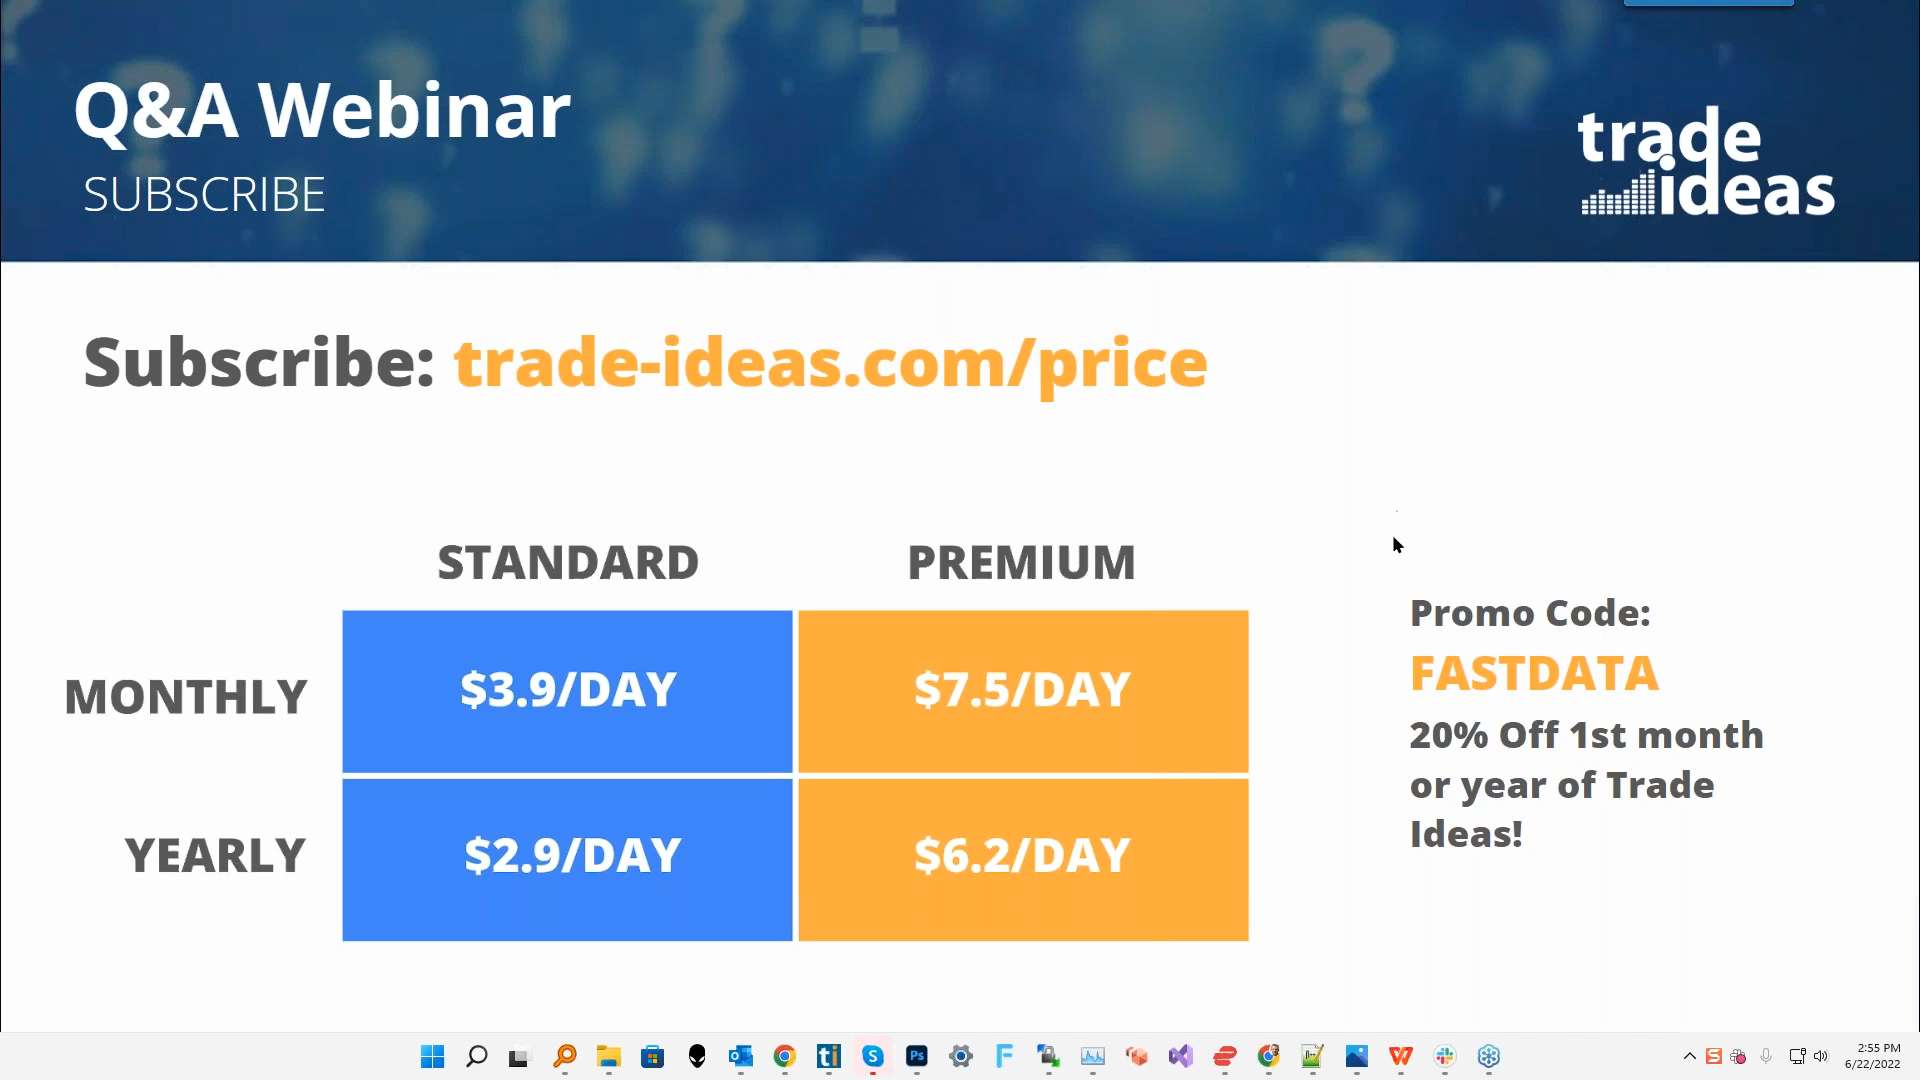 Q&A Webinar
SUBSCRIBE
trade
ideas
Subscribe: trade-ideas.com/price
STANDARD PREMIUM
MONTHLY $3.9/DAY $7.5/DAY
YEARLY $2.9/DAY $6.2/DAY
Promo Code:
FASTDATA
20% Off 1st month
or year of Trade
Ideas!
ti
S
Ps
F
W
S
2:55 PM
6/22/2022